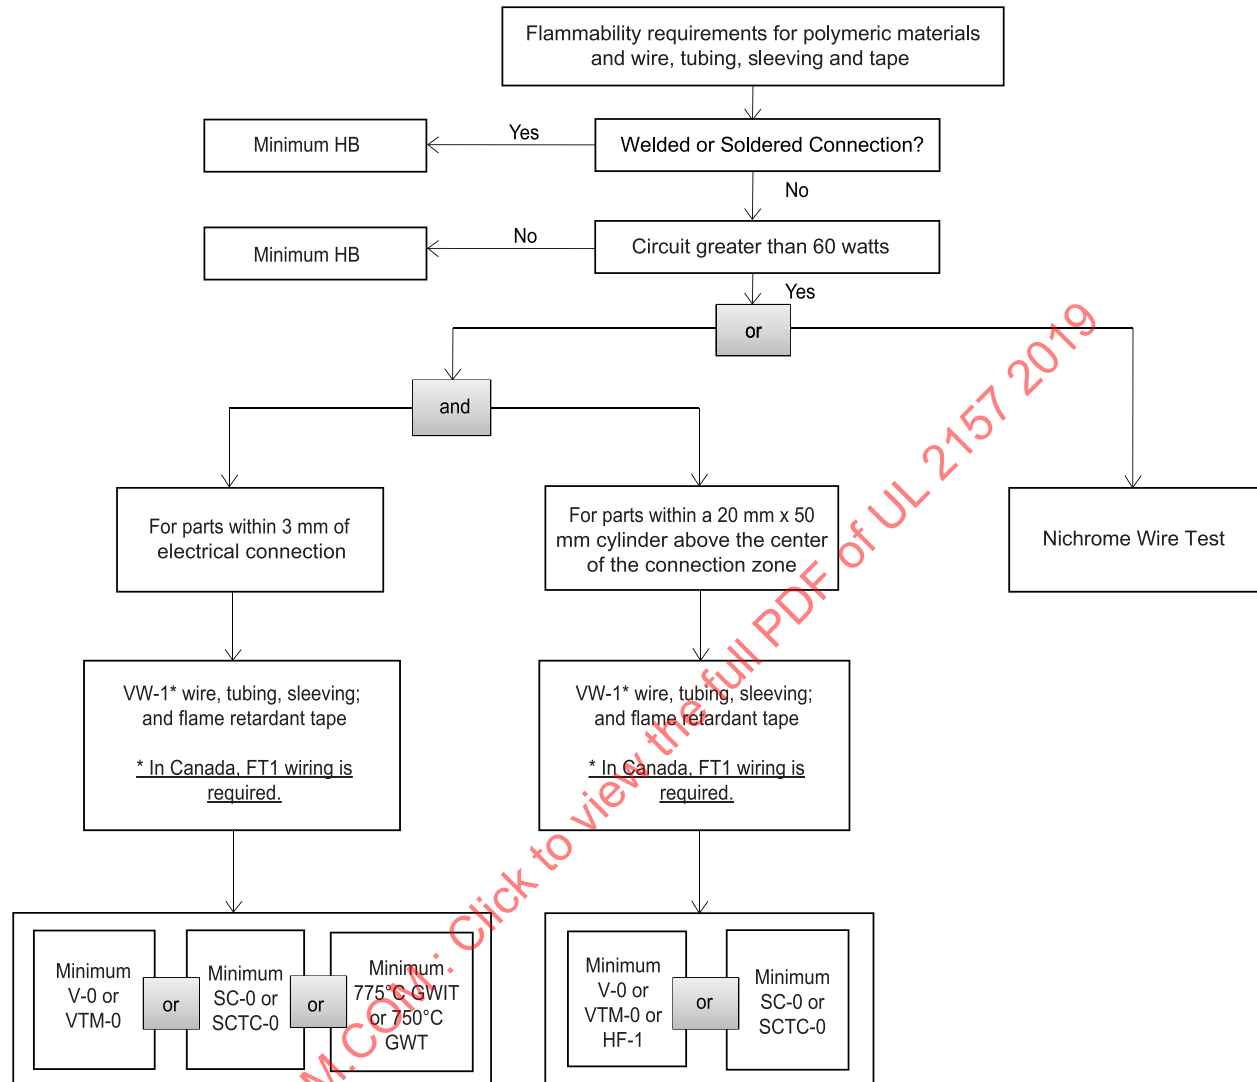 Flammability requirements for polymeric materials
and wire, tubing, sleeving and tape
Minimum HB
Yes
Welded or Soldered Connection?
No
Minimum HB
No
Circuit greater than 60 watts
Yes
or
and
For parts within 3 mm of
electrical connection
For parts within a 20 mm x 50
mm cylinder above the center
of the connection zone
Nichrome Wire Test
VW-1* wire, tubing, sleeving;
and flame retardant tape
* In Canada, FT1 wiring is
required.
VW-1* wire, tubing, sleeving;
and flame retardant tape
* In Canada, FT1 wiring is
required.
Minimum
V-0 or
VTM-0
or
Minimum
SC-0 or
SCTC-0
or
Minimum
775°C GWIT
or 750°C
GWT
Minimum
V-0 or
VTM-0 or
HF-1
or
Minimum
SC-0 or
SCTC-0
M.COM : Click to view the full PDF of UL 2157 2019